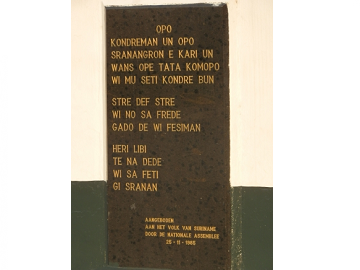 OPO
KONDREMAN UN OPO
SRANANGRON E KARI UN
WANS OPE TATA KOMOPO
WI MU SETI KONDRE BUN
STRE DEF STRE
WI NO SA FREDE
GADO DE WI FESIMAN
HERI LIBI
TE NA DEDE
WI SA FETI
GI SRANAN
AANGEBODEN
AAN HET VOLK VAN SURINAME
DOOR DE NATIONALE ASSEMBLEE
25-11-